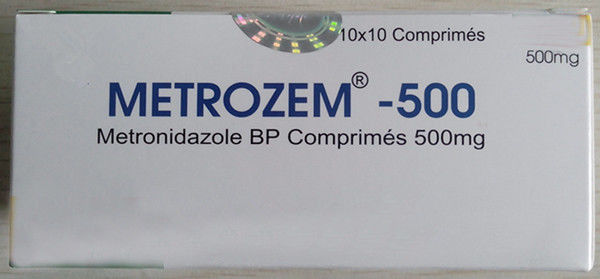 10x10 Comprimés
500mg
METROZEM® -500
Metronidazole BP Comprimés 500mg